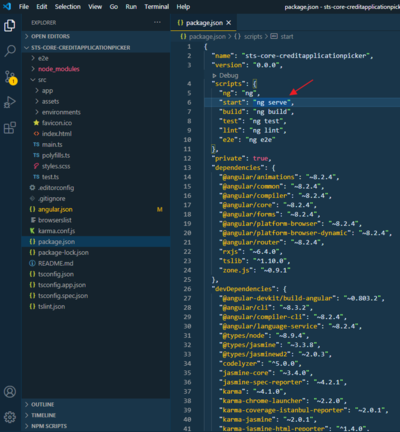 File Edit Selection View Go Run Terminal Help
package.json - sts-core-creditapplicationpick
EXPLORER
OPEN EDITORS
STS-CORE-CREDITAPPLICATIONPICKER
e2e
node_modules
src
app
assets
environments
favicon.ico
index.html
main.ts
polyfills.ts
styles.scss
test.ts
.editorconfig
.gitignore
angular.json M
browserslist
karma.conf.js
package.json
package-lock.json
README.md
tsconfig.json
tsconfig.app.json
tsconfig.spec.json
tslint.json
OUTLINE
TIMELINE
NPM SCRIPTS
package.json ×
package.json > {} scripts > start
1 {
2 "name": "sts-core-creditapplicationpicker",
3 "version": "0.0.0",
Debug
4 "scripts": {
5 "ng": "ng",
6 "start": "ng serve",
7 "build": "ng build",
8 "test": "ng test",
9 "lint": "ng lint",
10 "e2e": "ng e2e"
11 },
12 "private": true,
13 "dependencies": {
14 "@angular/animations": "~8.2.4",
15 "@angular/common": "~8.2.4",
16 "@angular/compiler": "~8.2.4",
17 "@angular/core": "~8.2.4",
18 "@angular/forms": "~8.2.4",
19 "@angular/platform-browser": "~8.2.4",
20 "@angular/platform-browser-dynamic": "~8.2.4",
21 "@angular/router": "~8.2.4",
22 "rxjs": "~6.4.0",
23 "tslib": "^1.10.0",
24 "zone.js": "~0.9.1"
25 },
26 "devDependencies": {
27 "@angular-devkit/build-angular": "~0.803.2",
28 "@angular/cli": "~8.3.2",
29 "@angular/compiler-cli": "~8.2.4",
30 "@angular/language-service": "~8.2.4",
31 "@types/node": "~8.9.4",
32 "@types/jasmine": "~3.3.8",
33 "@types/jasminewd2": "~2.0.3",
34 "codelyzer": "^5.0.0",
35 "jasmine-core": "~3.4.0",
36 "jasmine-spec-reporter": "~4.2.1",
37 "karma": "~4.1.0",
38 "karma-chrome-launcher": "~2.2.0",
39 "karma-coverage-istanbul-reporter": "~2.0.1",
40 "karma-jasmine": "~2.0.1",
41 "karma-jasmine-html-reporter": "^1.4.0"